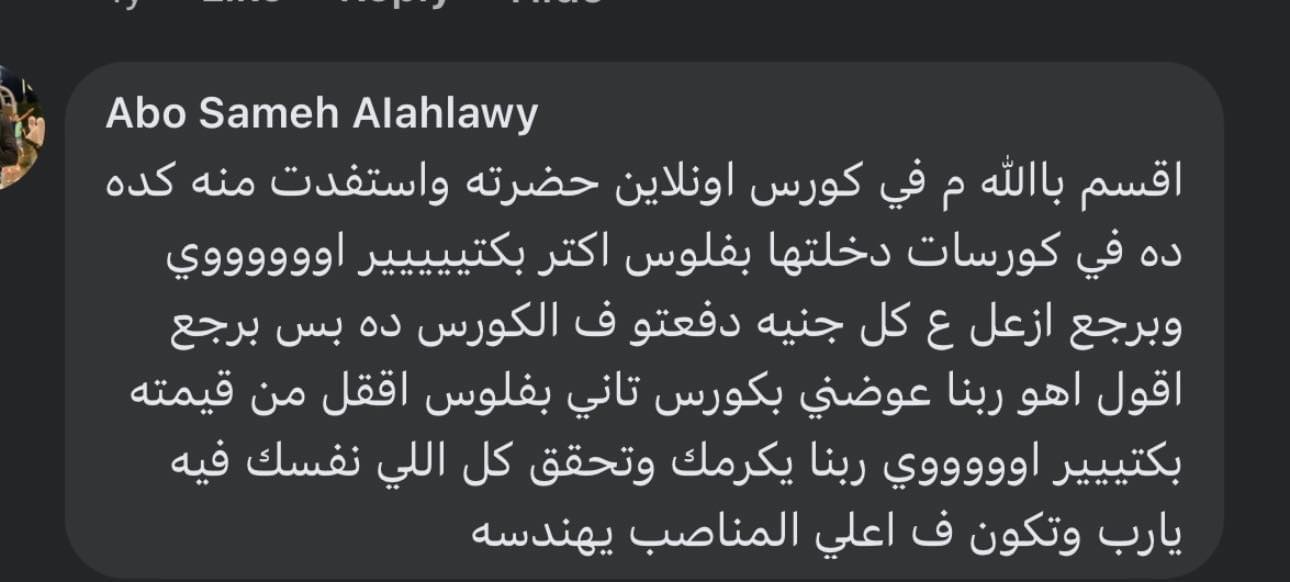 Abo Sameh Alahlawy
اقسم باالله م في كورس اونلاين حضرته واستفدت منه كده
ده في كورسات دخلتها بفلوس اكتر بكتييييير اوووووووي
وبرجع ازعل ع كل جنيه دفعتو ف الكورس ده بس برجع
اقول اهو ربنا عوضني بكورس تاني بفلوس اققل من قيمته
بكتيييير اووووووي ربنا يكرمك وتحقق كل اللي نفسك فيه
يارب وتكون ف اعلي المناصب يهندسه